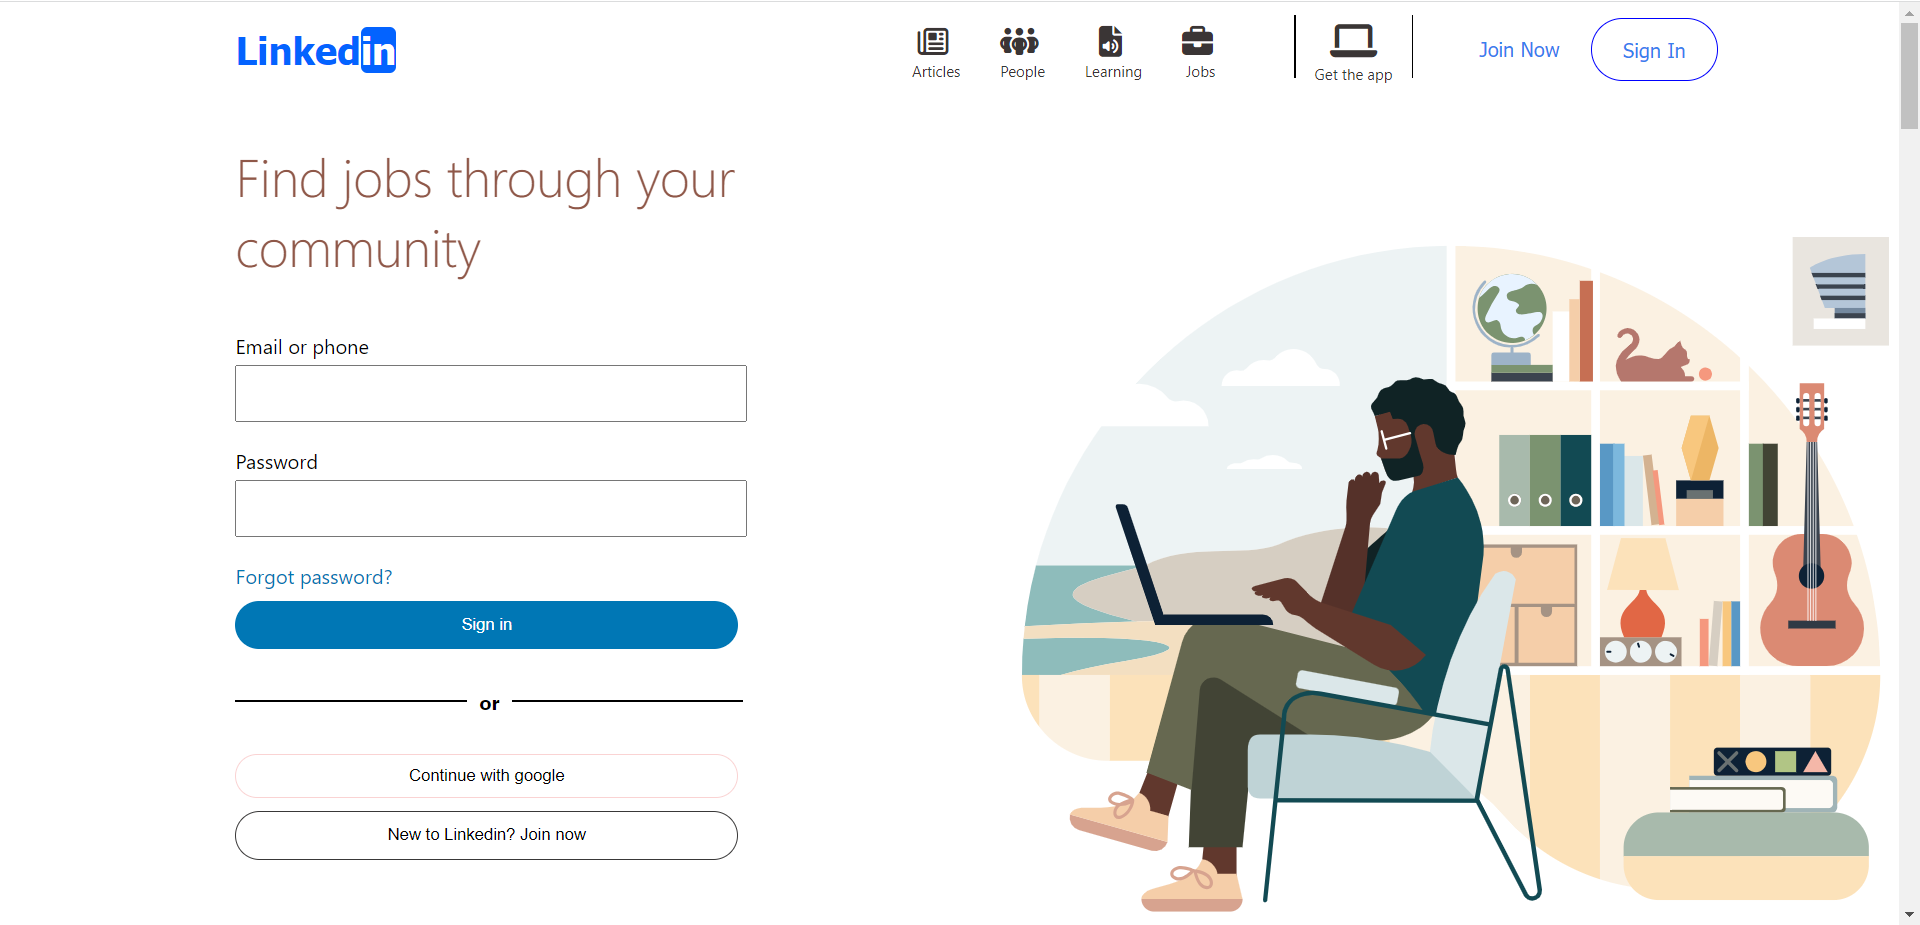 Linkedin
Articles
People
Learning
Jobs
Get the app
Join Now
Sign In
Find jobs through your
community
Email or phone
Password
Forgot password?
Sign in
or
Continue with google
New to Linkedin? Join now